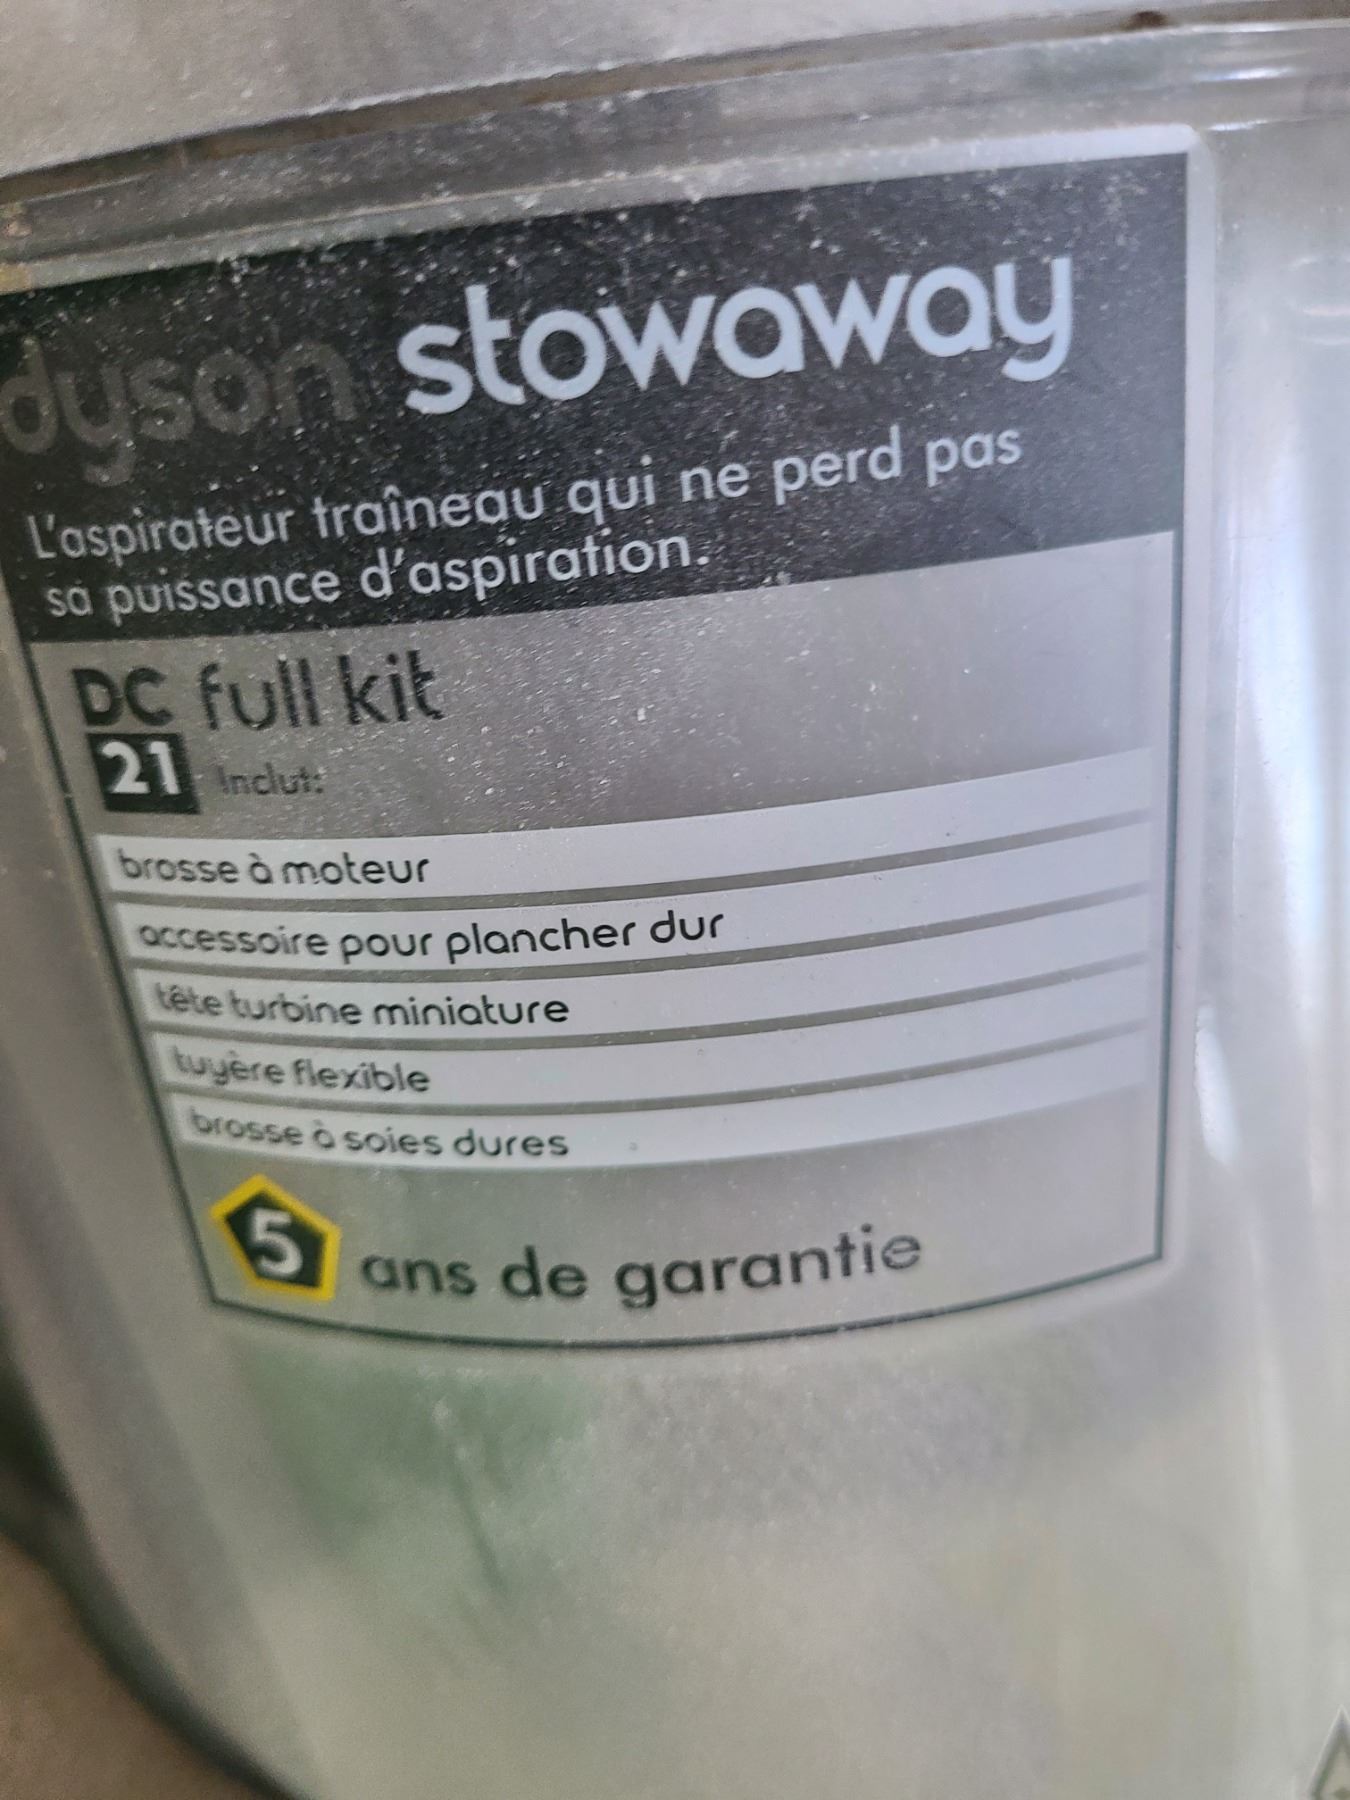 dyson stowaway
L'aspirateur traîneau qui ne perd pas
sa puissance d'aspiration.
DC full kit
21 Inclut:
brosse à moteur
accessoire pour plancher dur
tête turbine miniature
tuyère flexible
brosse à soies dures
5 ans de garantie